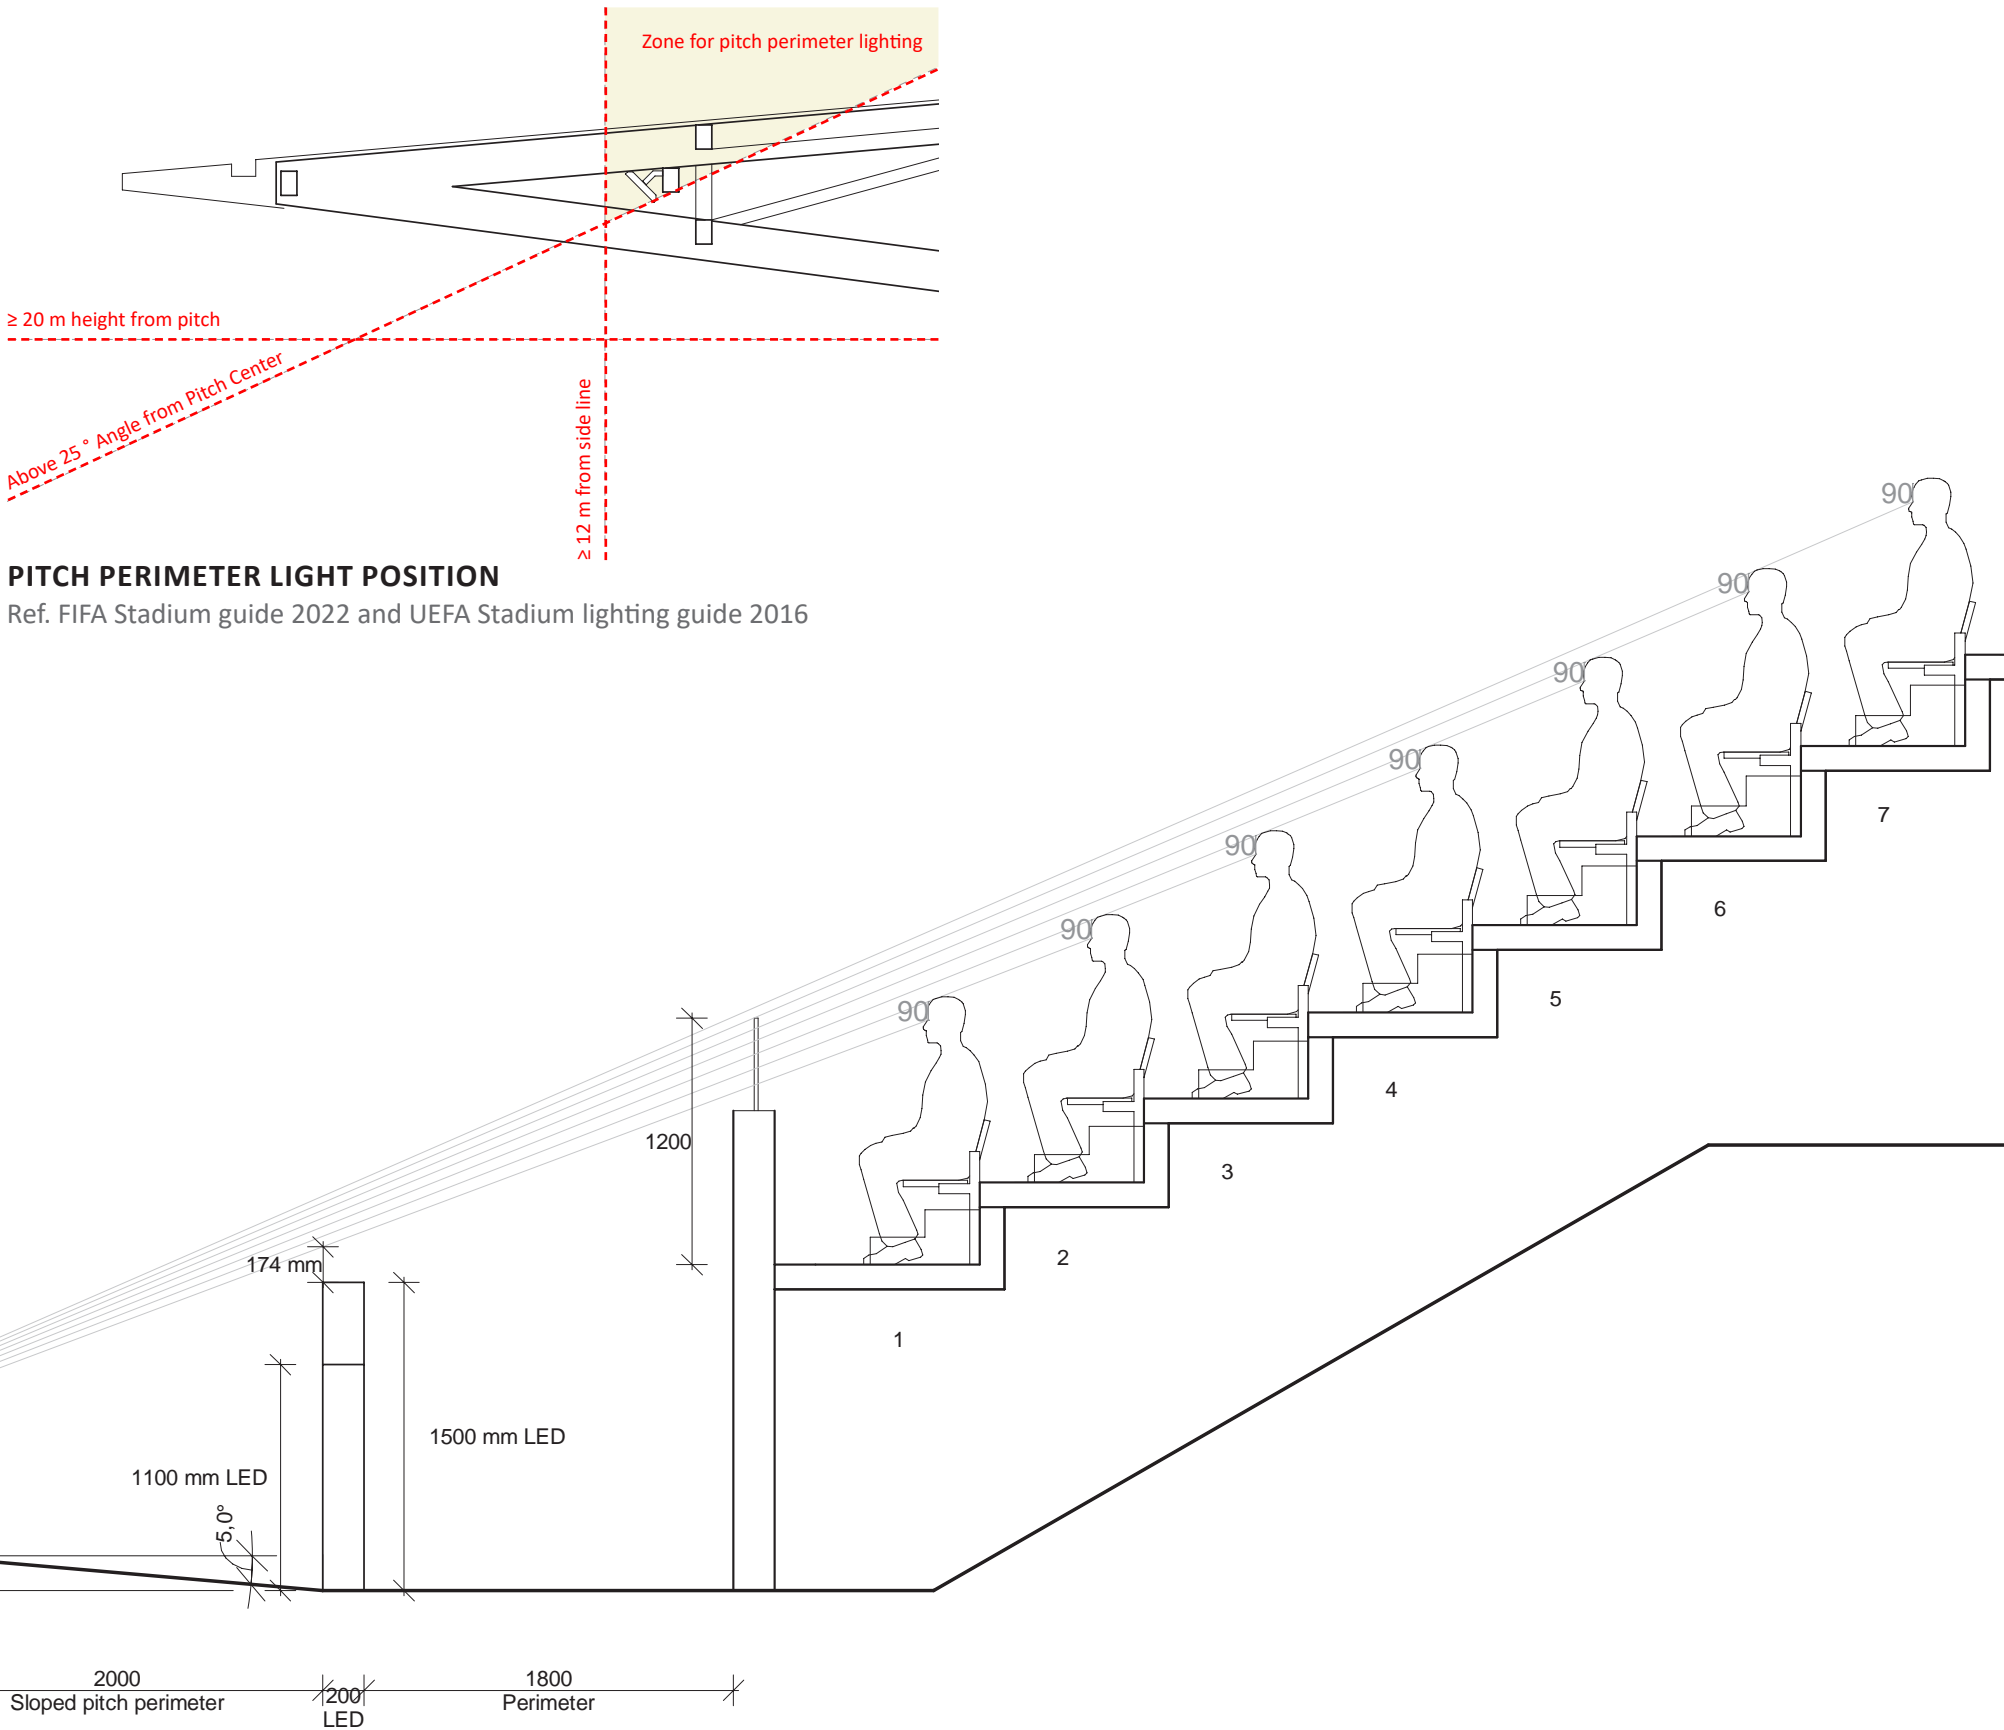 Zone for pitch perimeter lighting
≥ 20 m height from pitch
Above 25 ° Angle from Pitch Center
≥ 12 m from side line
PITCH PERIMETER LIGHT POSITION
Ref. FIFA Stadium guide 2022 and UEFA Stadium lighting guide 2016
90
90
90
90
90
90
90
7
6
5
4
3
2
1
1200
174 mm
1500 mm LED
1100 mm LED
5,0°
2000
Sloped pitch perimeter
200
LED
1800
Perimeter